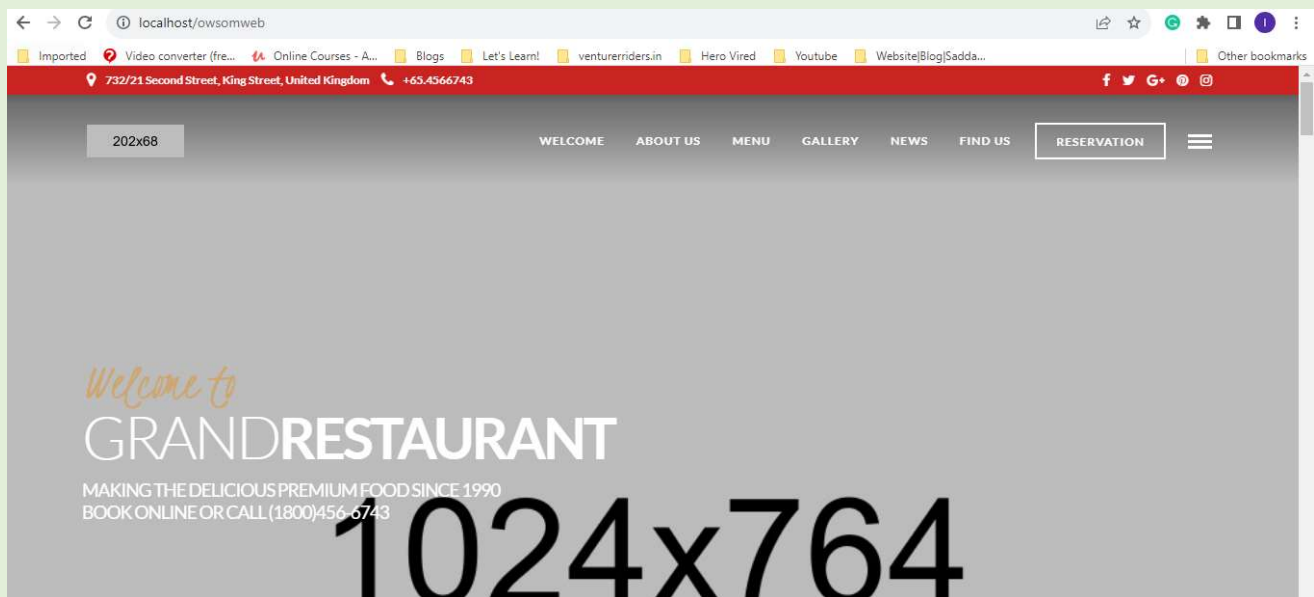 localhost/owsomweb
Imported Video converter (fre... Online Courses - A... Blogs Let's Learn! venturerriders.in Hero Vired Youtube Website|Blog|Sadda... Other bookmarks
732/21 Second Street, King Street, United Kingdom +65.4566743
202x68 WELCOME ABOUT US MENU GALLERY NEWS FIND US RESERVATION
Welcome to
GRANDRESTAURANT
MAKING THE DELICIOUS PREMIUM FOOD SINCE 1990
BOOK ONLINE OR CALL (1800)456-6743
1024x764